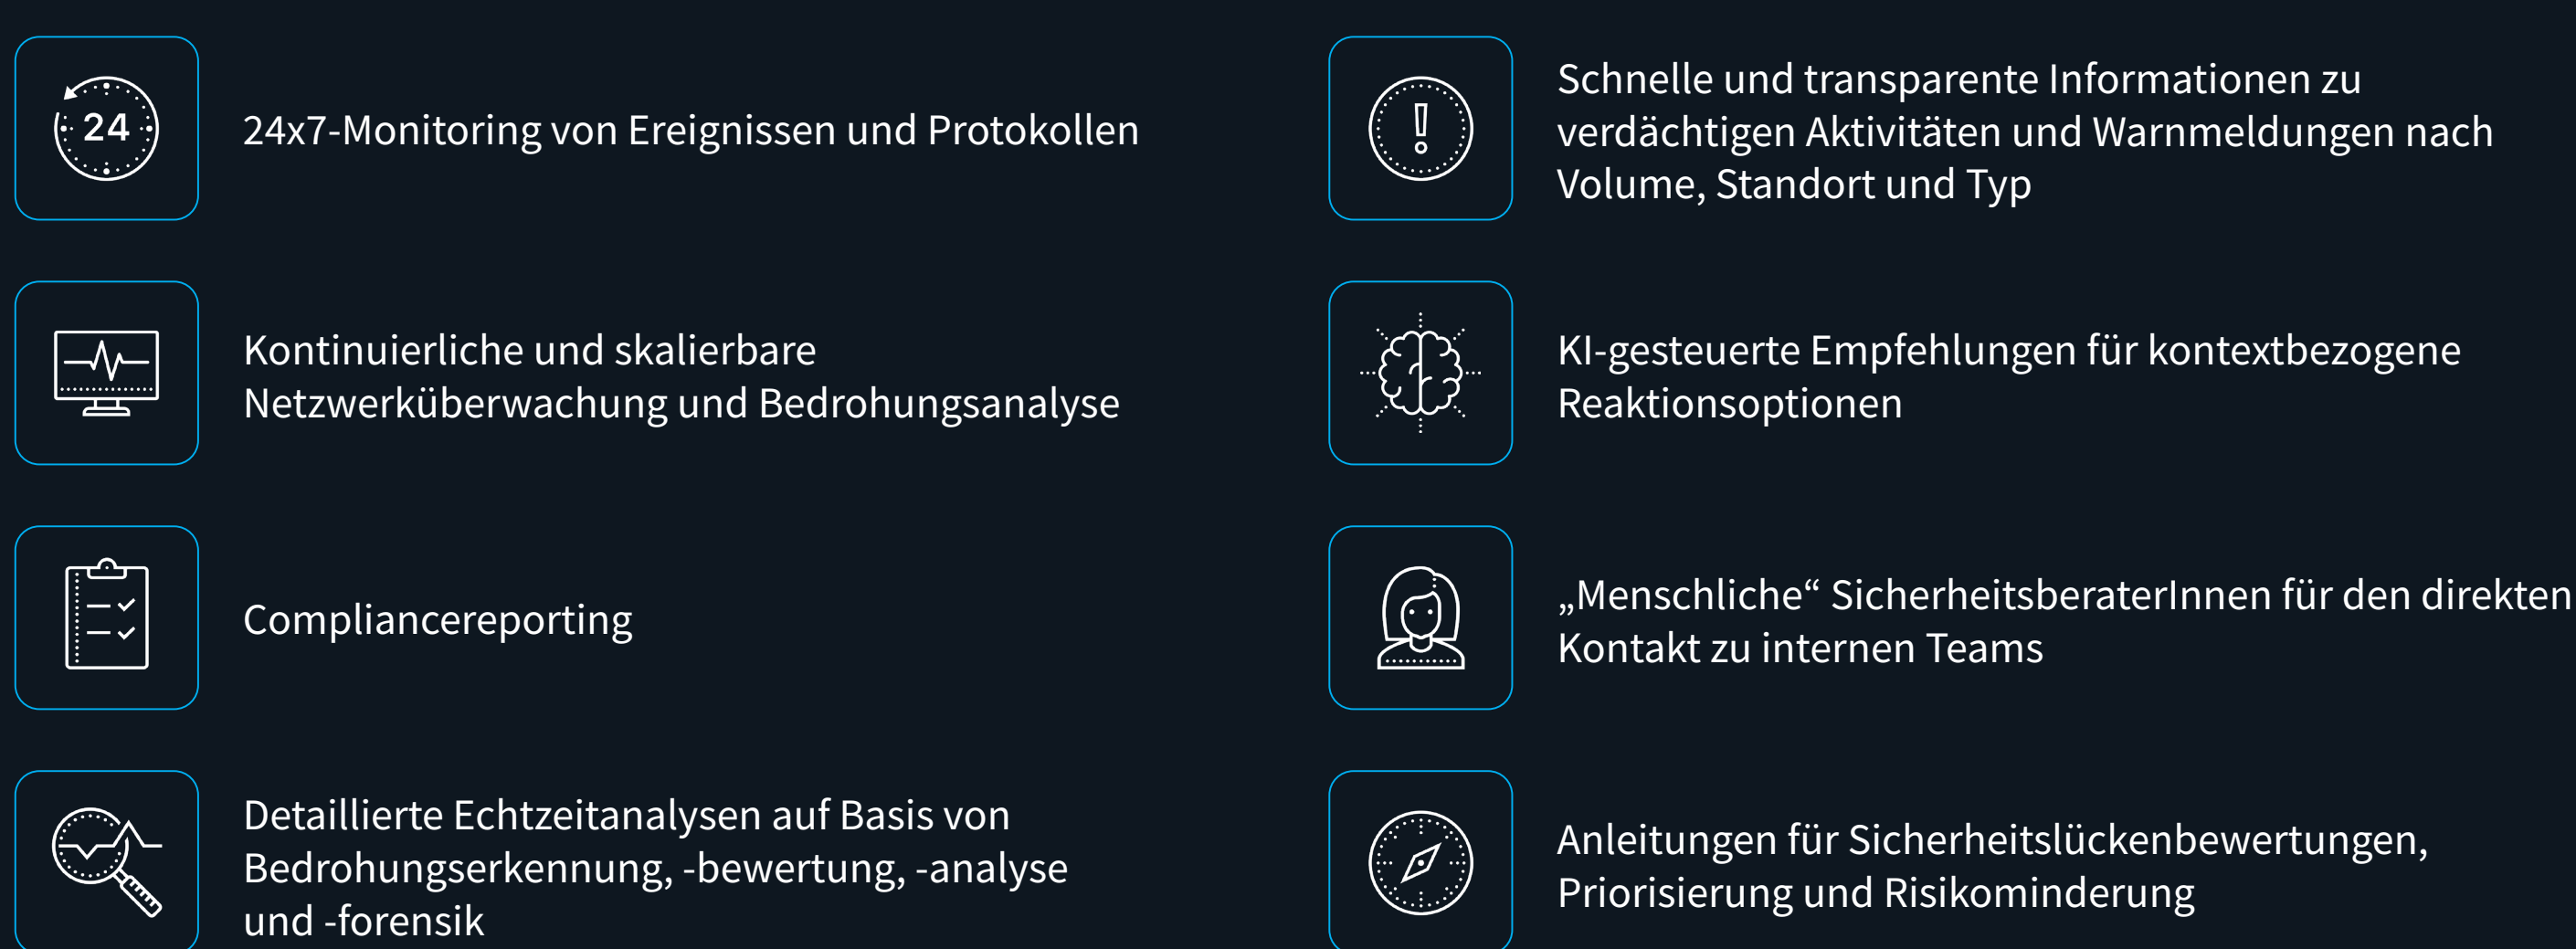 24
24x7-Monitoring von Ereignissen und Protokollen
Kontinuierliche und skalierbare
Netzwerküberwachung und Bedrohungsanalyse
Compliancereporting
Detaillierte Echtzeitanalysen auf Basis von
Bedrohungserkennung, -bewertung, -analyse
und -forensik
Schnelle und transparente Informationen zu
verdächtigen Aktivitäten und Warnmeldungen nach
Volume, Standort und Typ
KI-gesteuerte Empfehlungen für kontextbezogene
Reaktionsoptionen
„Menschliche“ SicherheitsberaterInnen für den direkten
Kontakt zu internen Teams
Anleitungen für Sicherheitslückenbewertungen,
Priorisierung und Risikominderung